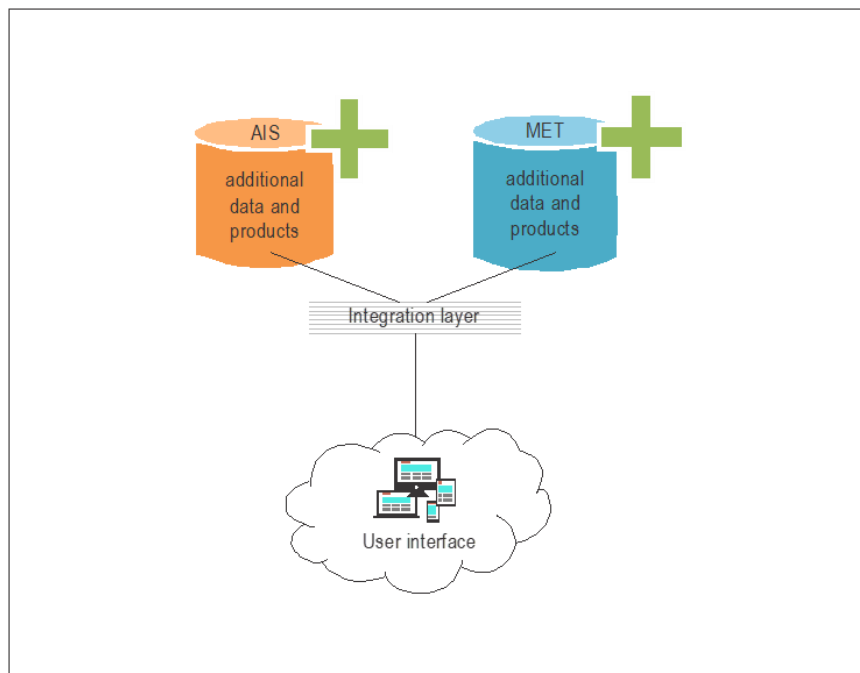 AIS
additional
data and
products
MET
additional
data and
products
Integration layer
User interface